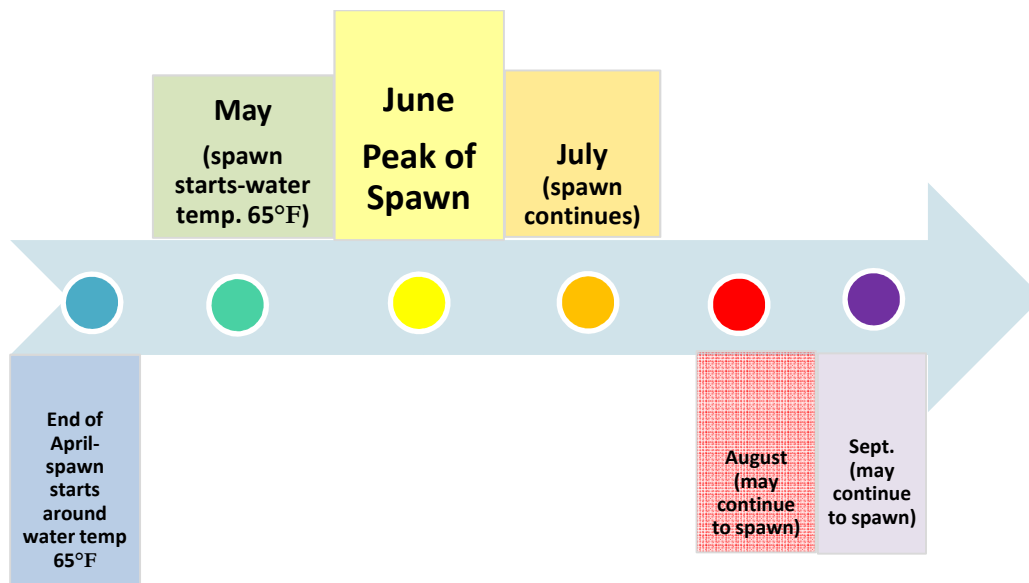 May
(spawn
starts-water
temp. 65°F)
June
Peak of
Spawn
July
(spawn
continues)
End of
April-
spawn
starts
around
water temp
65°F
August
(may
continue
to spawn)
Sept.
(may
continue
to spawn)